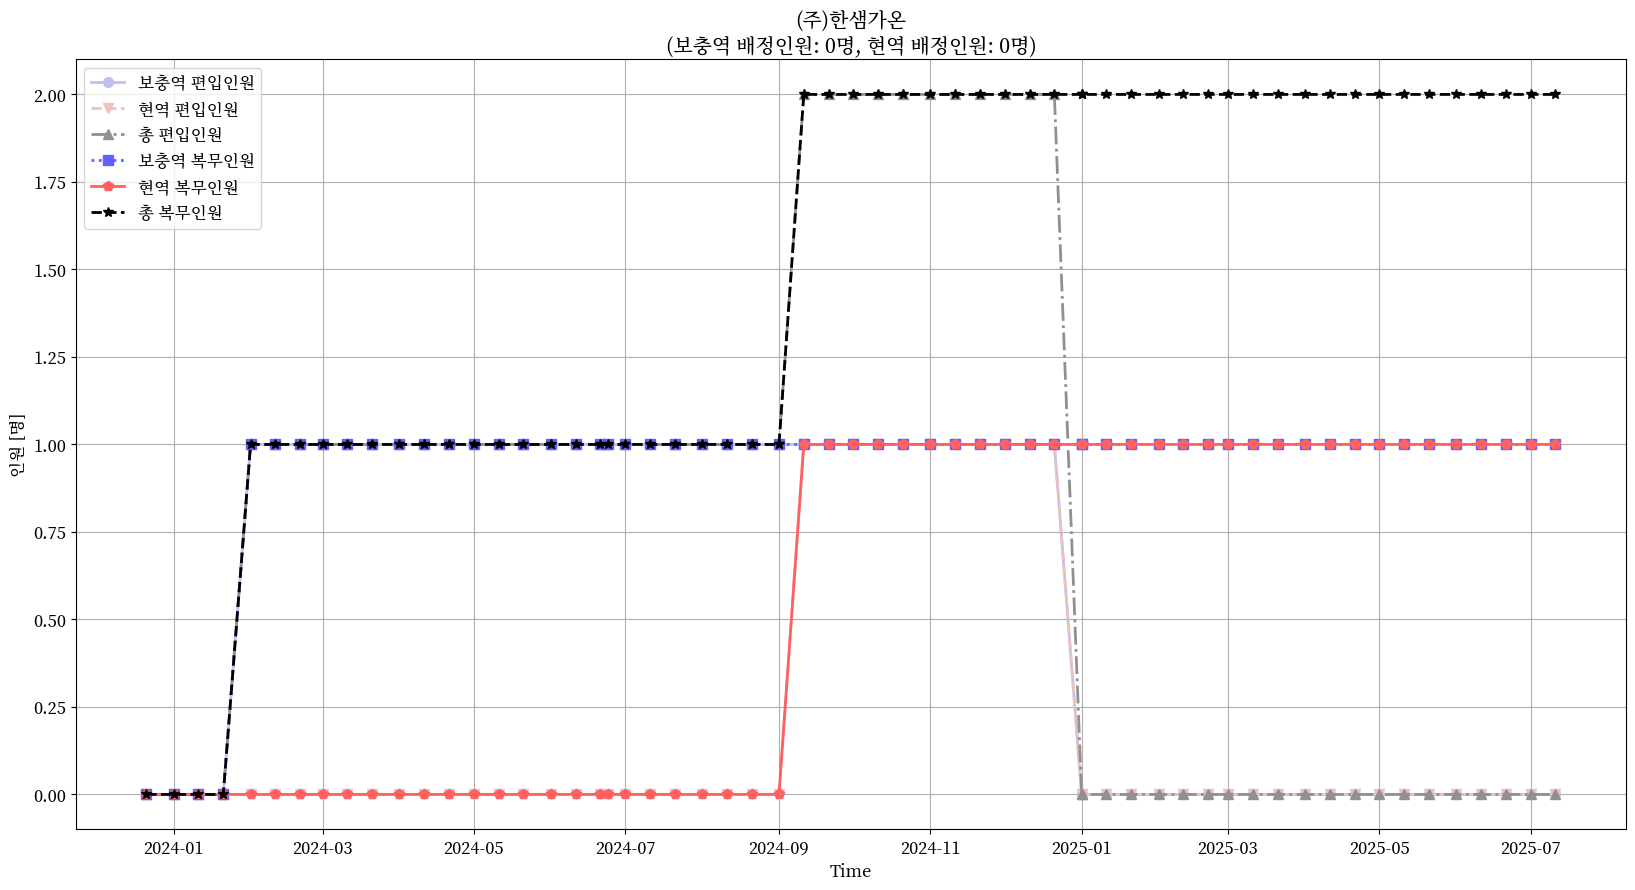 (주)한샘가온
(보충역 배정인원: 0명, 현역 배정인원: 0명)
보충역 편입인원
현역 편입인원
총 편입인원
보충역 복무인원
현역 복무인원
총 복무인원
2.00
1.75
1.50
1.25
1.00
0.75
0.50
0.25
0.00
인원 [명]
2024-01 2024-03 2024-05 2024-07 2024-09 2024-11 2025-01 2025-03 2025-05 2025-07
Time